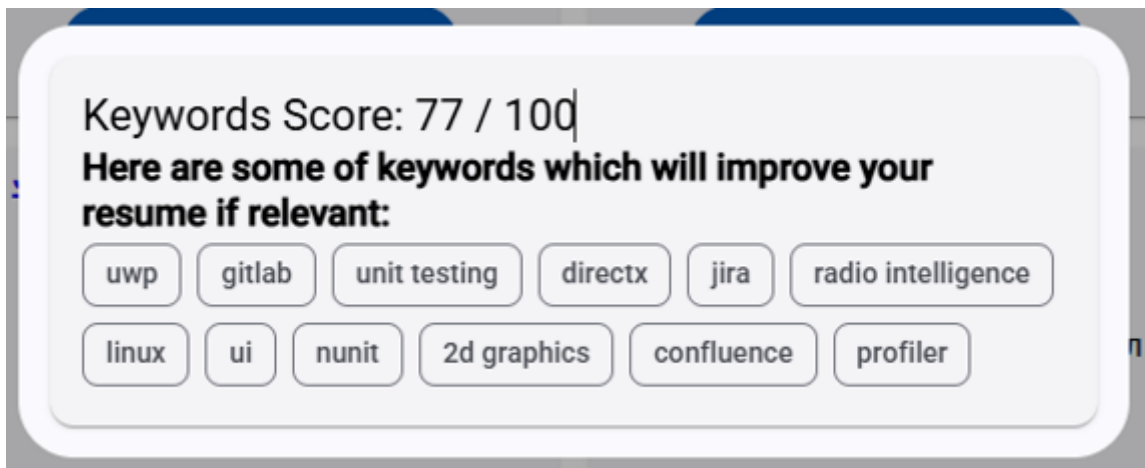 Keywords Score: 77 / 100
Here are some of keywords which will improve your
resume if relevant:
uwp gitlab unit testing directx jira radio intelligence
linux ui nunit 2d graphics confluence profiler